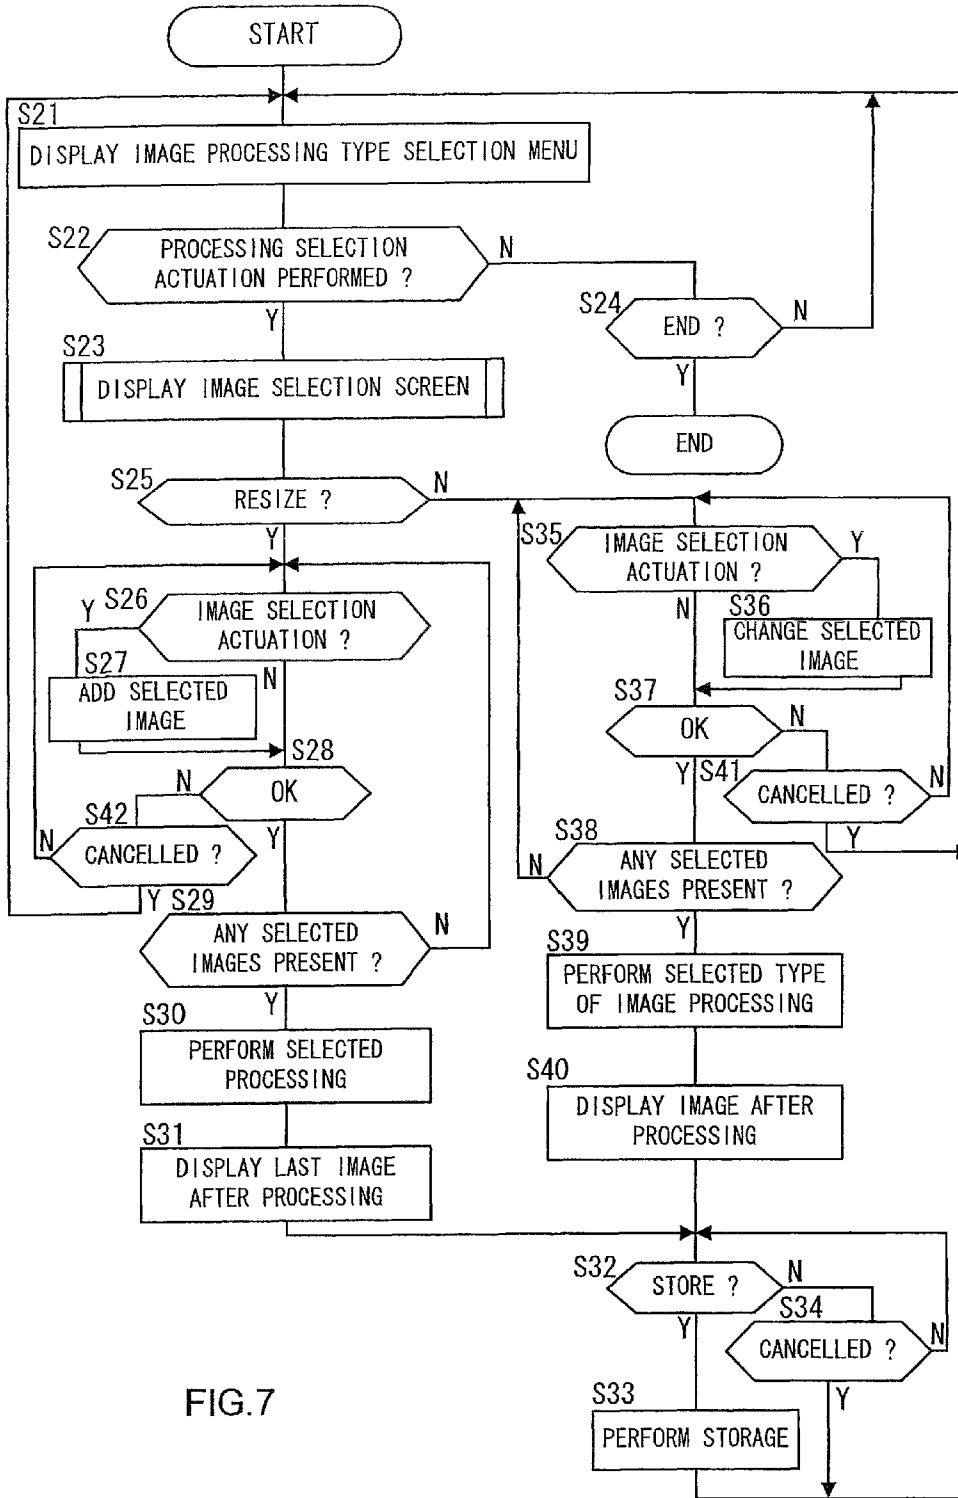 START
S21
DISPLAY IMAGE PROCESSING TYPE SELECTION MENU
S22
PROCESSING SELECTION
ACTUATION PERFORMED ?
N
Y
S24
END ?
N
Y
END
S23
DISPLAY IMAGE SELECTION SCREEN
S25
RESIZE ?
N
Y
S26
IMAGE SELECTION
ACTUATION ?
Y
N
S27
ADD SELECTED
IMAGE
S28
OK
N
Y
S42
CANCELLED ?
N
Y
S29
ANY SELECTED
IMAGES PRESENT ?
N
Y
S30
PERFORM SELECTED
PROCESSING
S31
DISPLAY LAST IMAGE
AFTER PROCESSING
S35
IMAGE SELECTION
ACTUATION ?
Y
N
S36
CHANGE SELECTED
IMAGE
S37
OK
N
Y
S41
CANCELLED ?
N
Y
S38
ANY SELECTED
IMAGES PRESENT ?
N
Y
S39
PERFORM SELECTED TYPE
OF IMAGE PROCESSING
S40
DISPLAY IMAGE AFTER
PROCESSING
S32
STORE ?
N
Y
S34
CANCELLED ?
N
Y
S33
PERFORM STORAGE
FIG.7